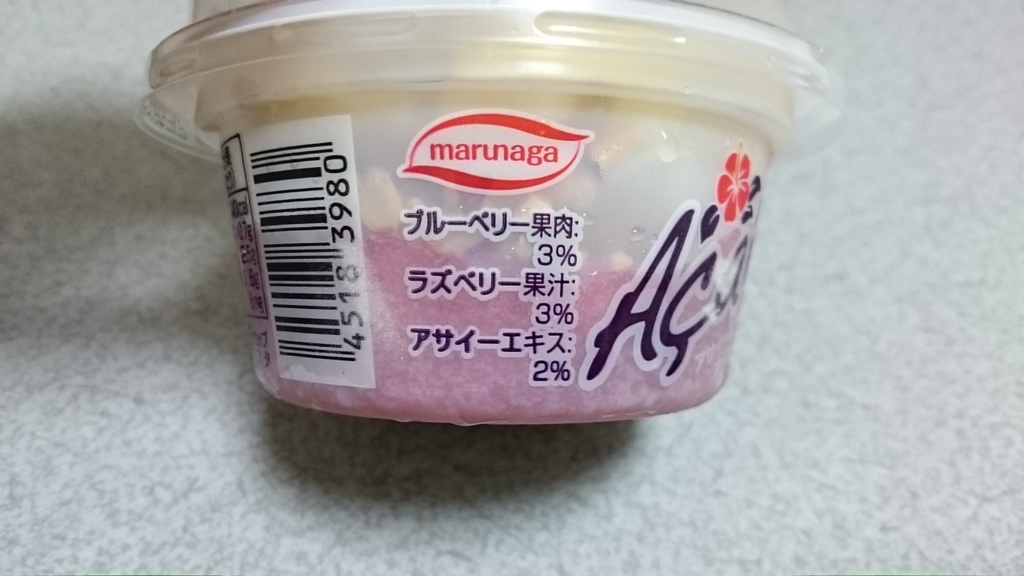 marunaga
ブルーベリー果肉:
3%
ラズベリー果汁:
3%
アサイーエキス:
2%
4518 3980